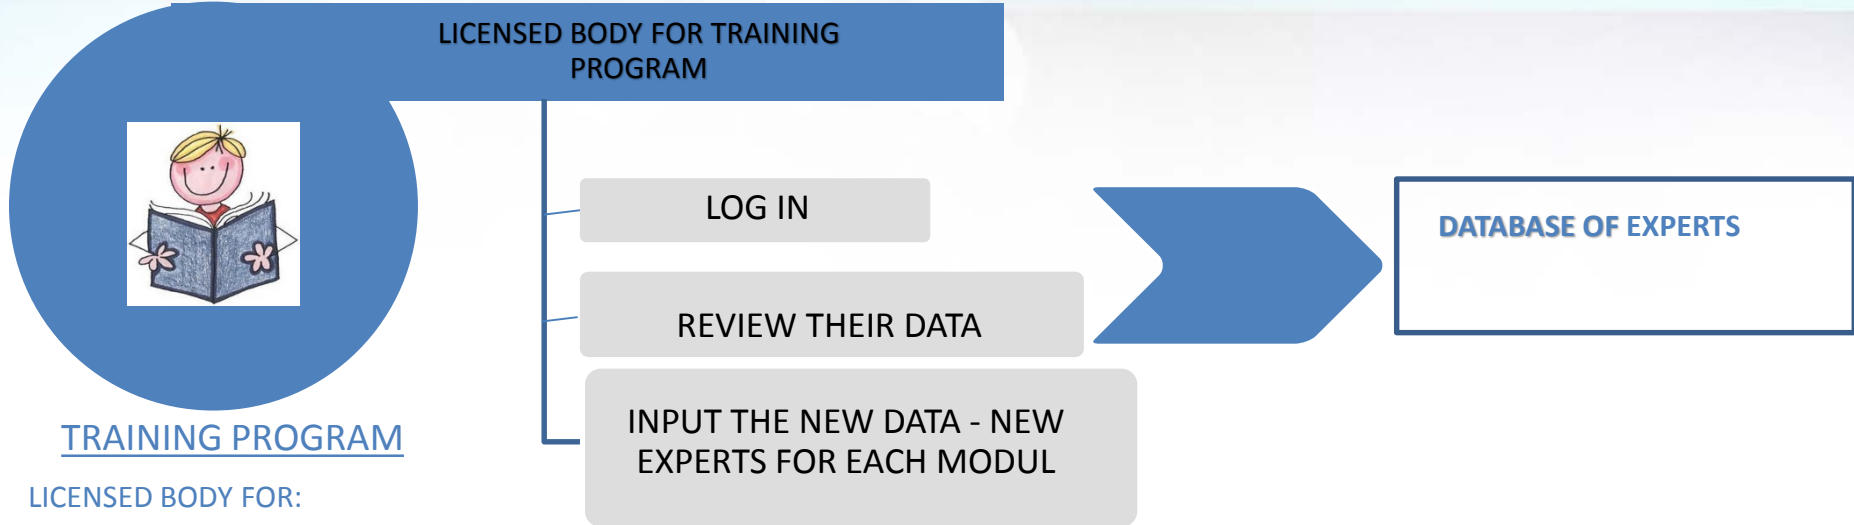 LICENSED BODY FOR TRAINING
PROGRAM
LOG IN
REVIEW THEIR DATA
INPUT THE NEW DATA - NEW
EXPERTS FOR EACH MODUL
DATABASE OF EXPERTS
TRAINING PROGRAM
LICENSED BODY FOR: